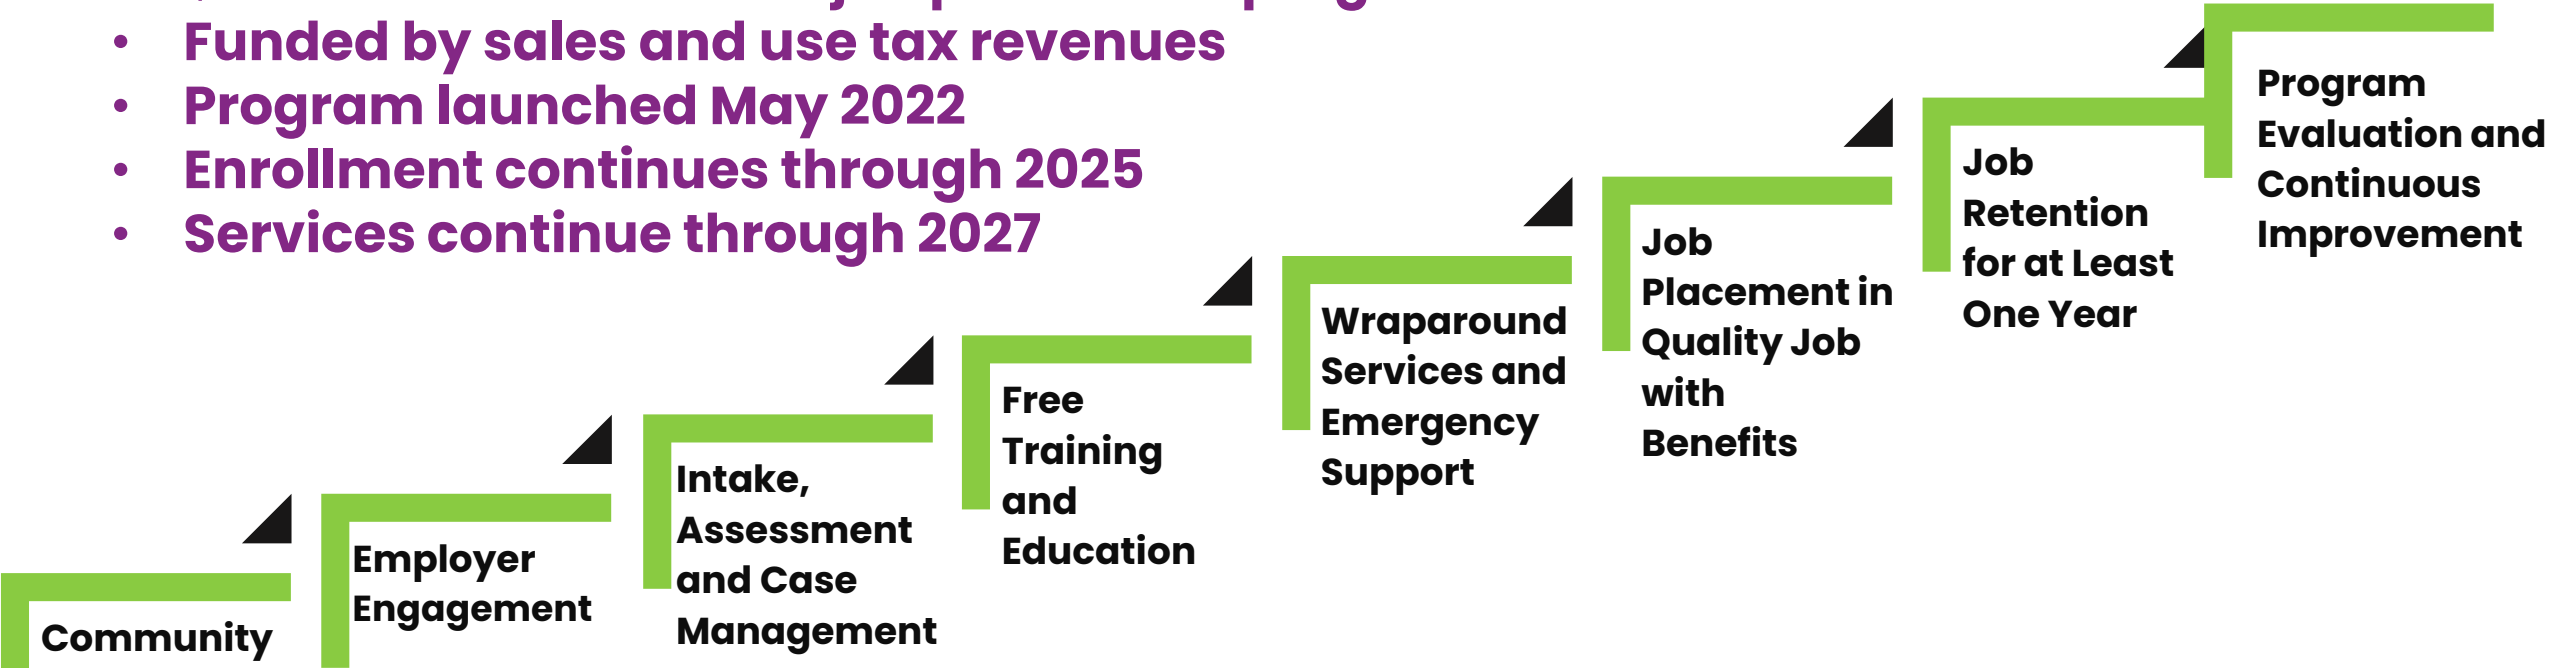 • Funded by sales and use tax revenues
• Program launched May 2022
• Enrollment continues through 2025
• Services continue through 2027
Community
Employer
Engagement
Intake,
Assessment
and Case
Management
Free
Training
and
Education
Wraparound
Services and
Emergency
Support
Job
Placement in
Quality Job
with
Benefits
Job
Retention
for at Least
One Year
Program
Evaluation and
Continuous
Improvement